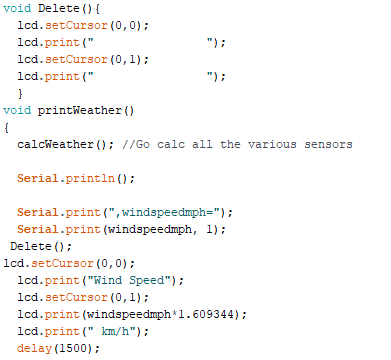 void Delete(){
  lcd.setCursor(0,0);
  lcd.print("                ");
  lcd.setCursor(0,1);
  lcd.print("                ");
  }
void printWeather()
{
  calcWeather(); //Go calc all the various sensors

  Serial.println();

  Serial.print(",windspeedmph=");
  Serial.print(windspeedmph, 1);
 Delete();
lcd.setCursor(0,0);
  lcd.print("Wind Speed");
  lcd.setCursor(0,1);
  lcd.print(windspeedmph*1.609344);
  lcd.print(" km/h");
  delay(1500);